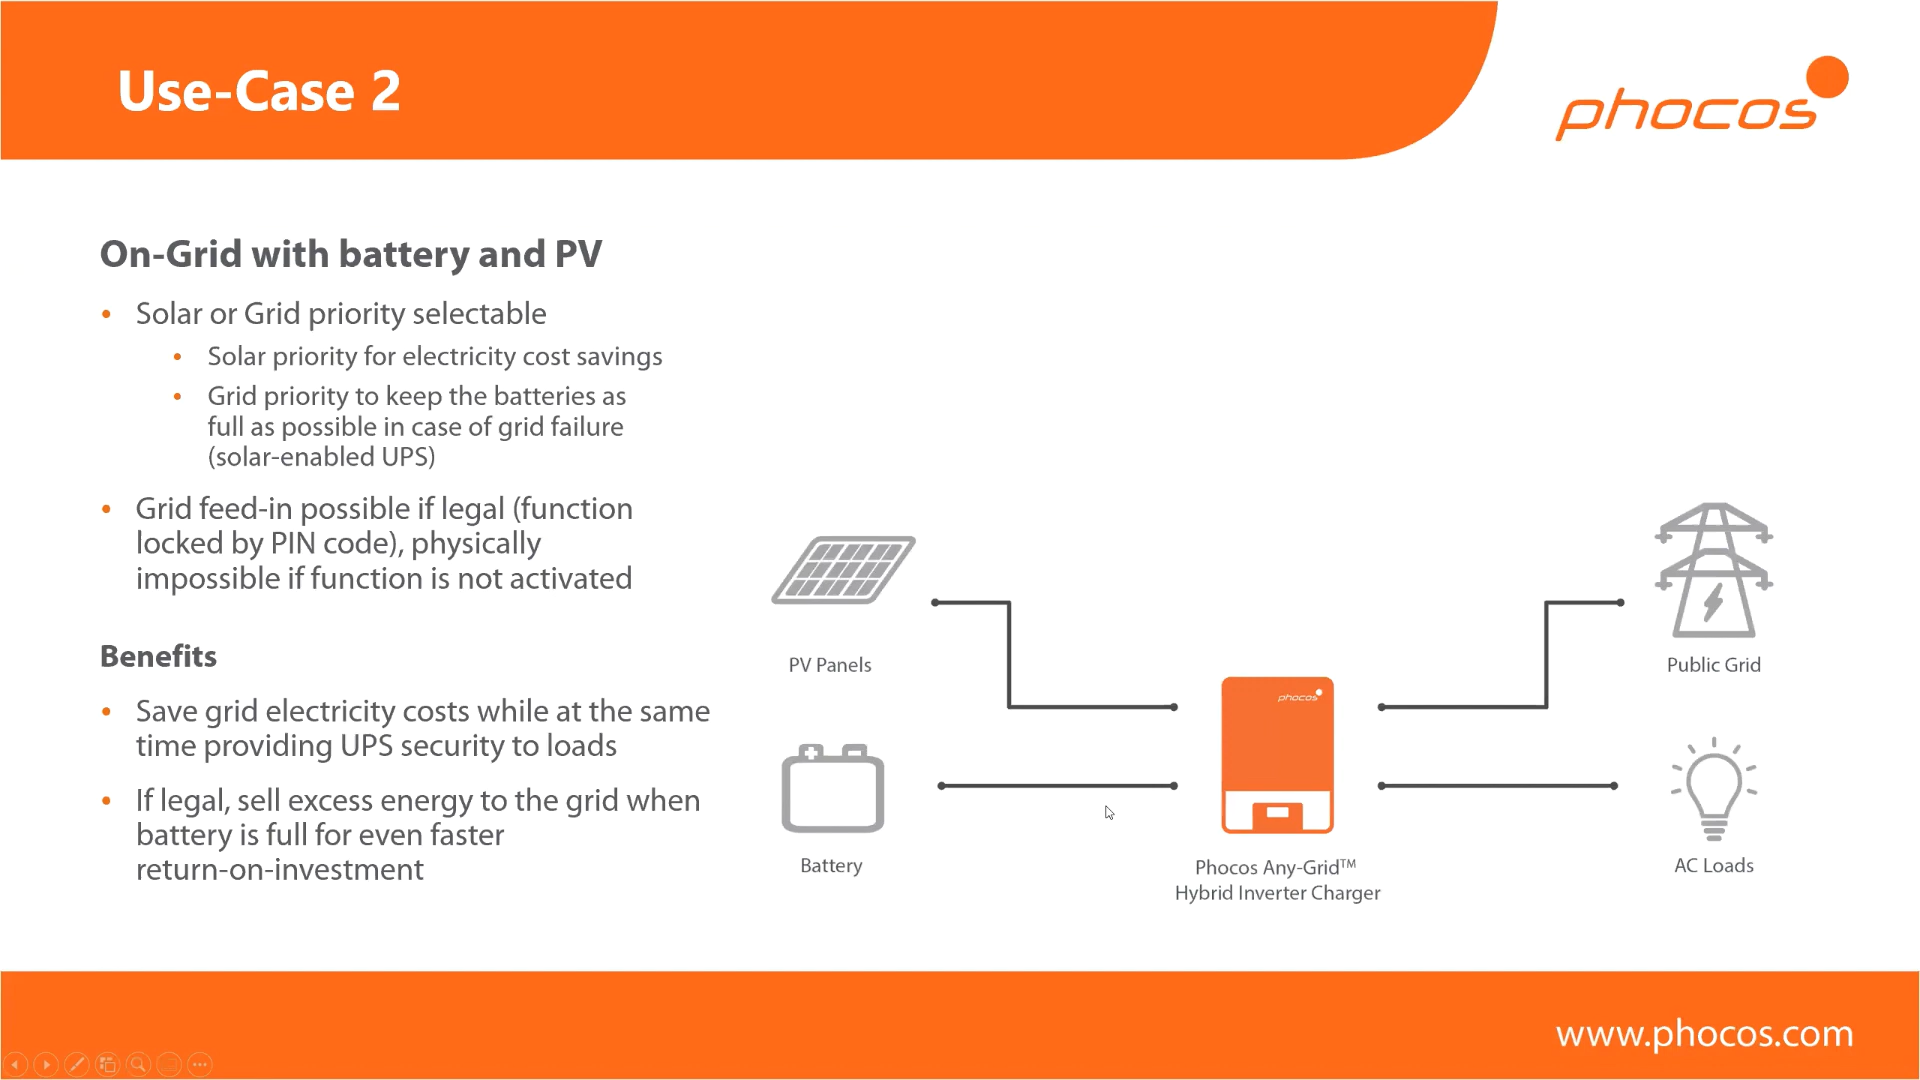 Use-Case 2
phocos
On-Grid with battery and PV
• Solar or Grid priority selectable
• Solar priority for electricity cost savings
• Grid priority to keep the batteries as
full as possible in case of grid failure
(solar-enabled UPS)
• Grid feed-in possible if legal (function
locked by PIN code), physically
impossible if function is not activated
Benefits
• Save grid electricity costs while at the same
time providing UPS security to loads
• If legal, sell excess energy to the grid when
battery is full for even faster
return-on-investment
PV Panels
Public Grid
phocos
Battery
Phocos Any-Grid™
Hybrid Inverter Charger
AC Loads
www.phocos.com